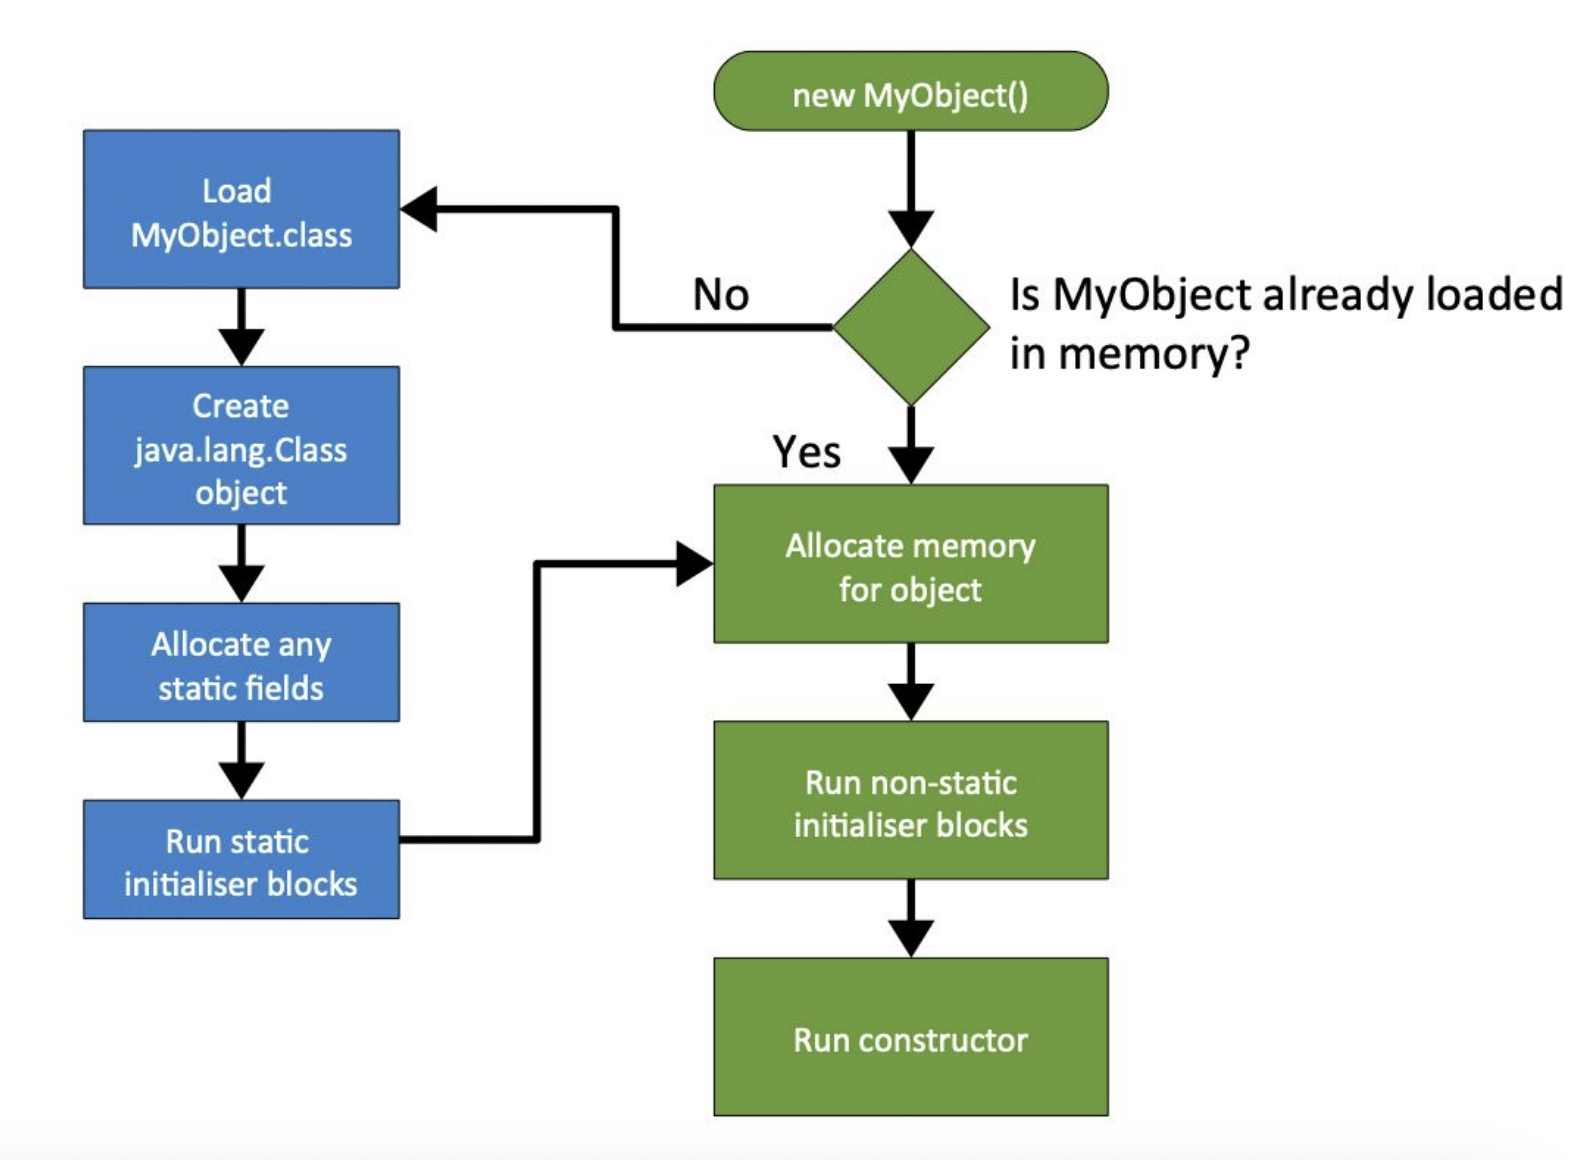 new MyObject()
Is MyObject already loaded
in memory?
No
Yes
Load
MyObject.class
Create
java.lang.Class
object
Allocate any
static fields
Run static
initialiser blocks
Allocate memory
for object
Run non-static
initialiser blocks
Run constructor